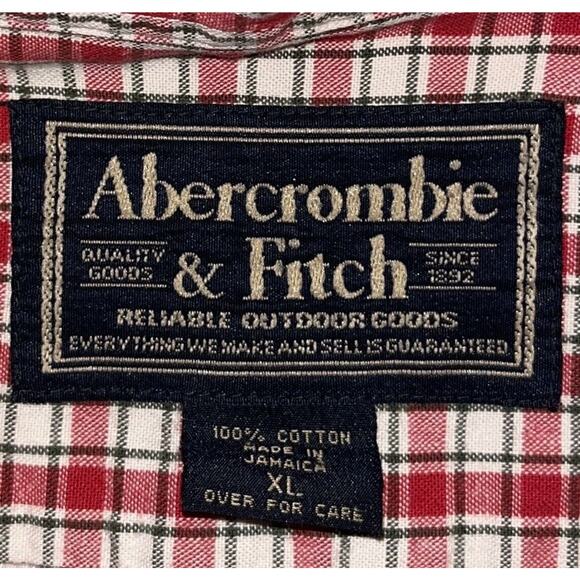 Abercrombie
QUALITY GOODS & Fitch SINCE 1892
RELIABLE OUTDOOR GOODS
EVERYTHING WE MAKE AND SELL IS GUARANTEED
100% COTTON
MADE IN
JAMAICA
XL
OVER FOR CARE